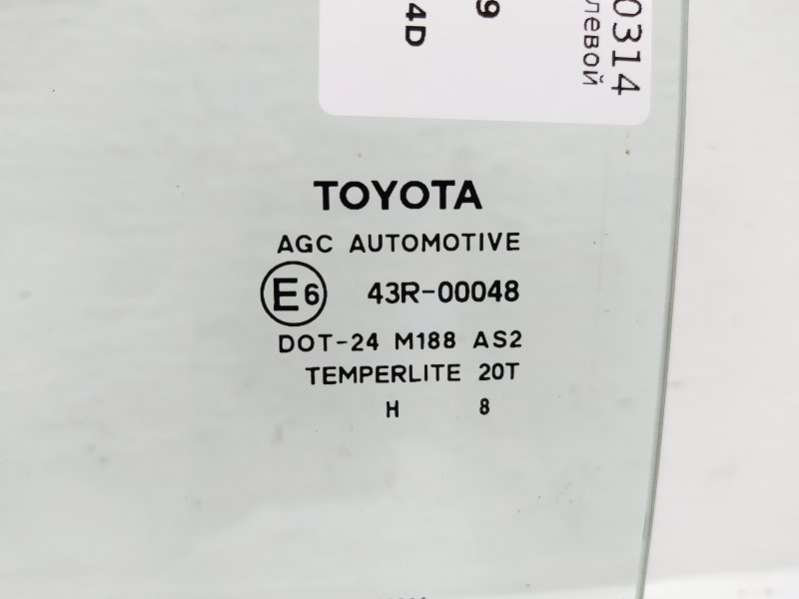 0314
левой
9
4D
TOYOTA
AGC AUTOMOTIVE
E6 43R-00048
DOT-24 M188 AS2
TEMPERLITE 20T
H 8